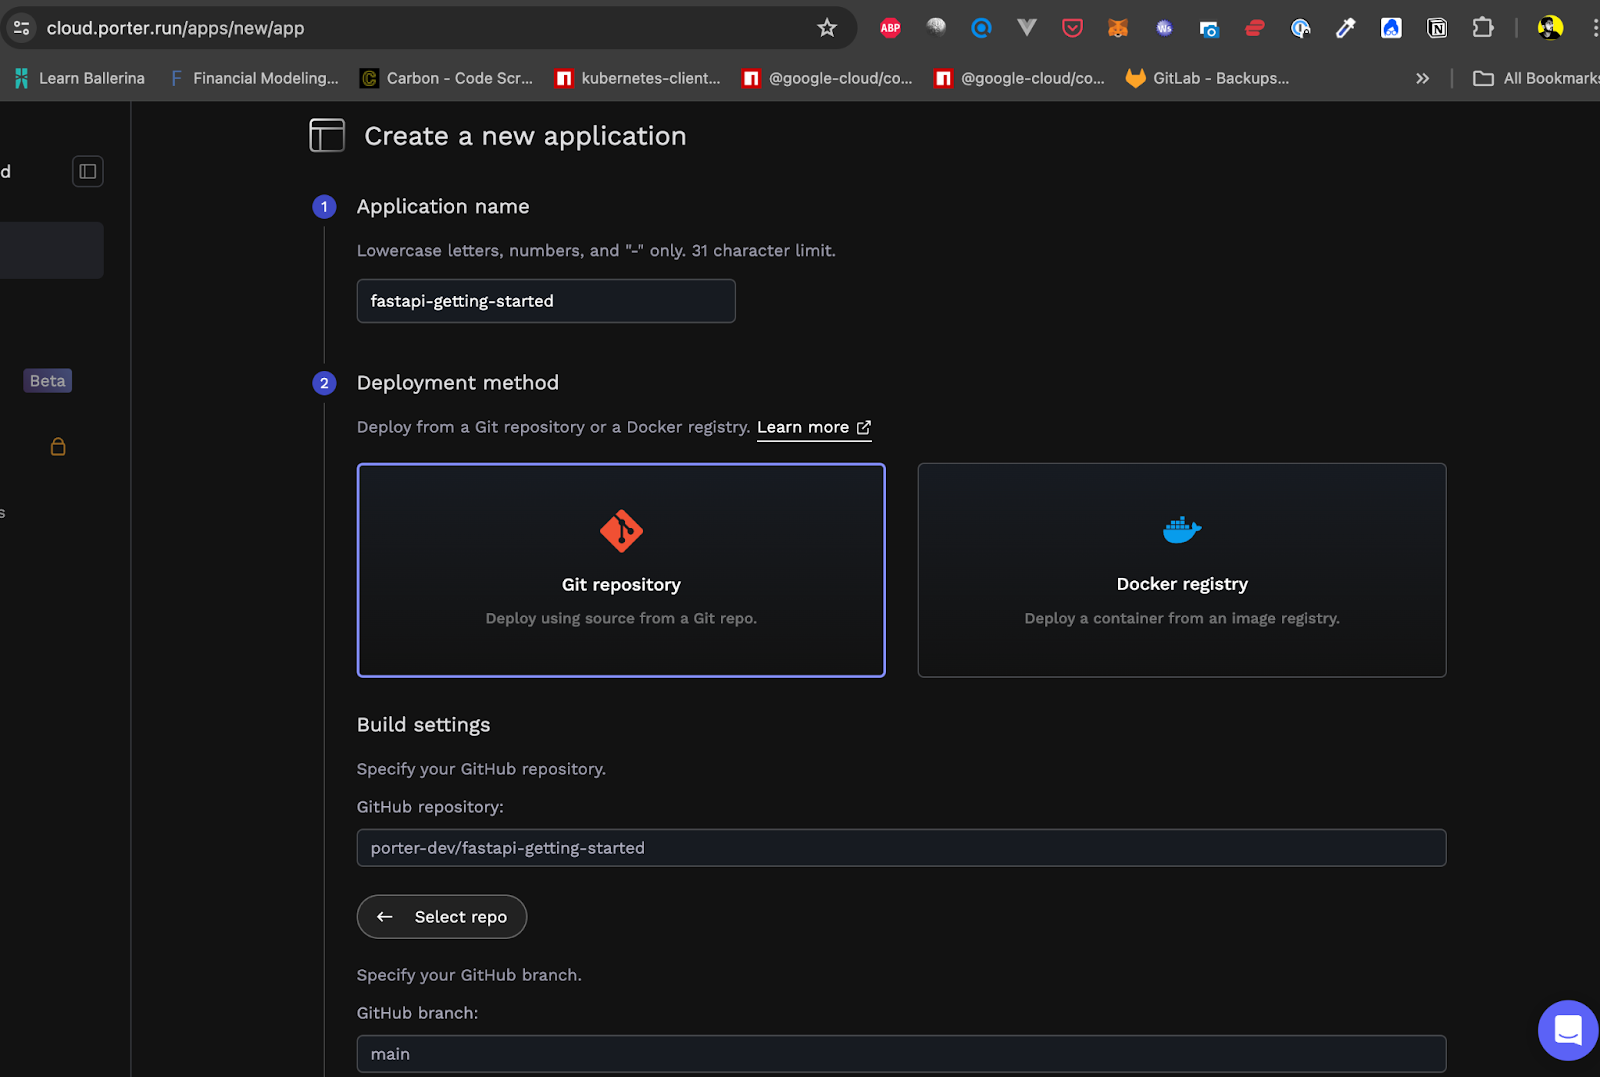 cloud.porter.run/apps/new/app
ABP
Ws
Learn Ballerina
Financial Modeling...
Carbon - Code Scr...
kubernetes-client...
@google-cloud/co...
@google-cloud/co...
GitLab - Backups...
All Bookmarks
Create a new application
d
1
Application name
Lowercase letters, numbers, and "-" only. 31 character limit.
fastapi-getting-started
Beta
2
Deployment method
Deploy from a Git repository or a Docker registry. Learn more
s
Git repository
Deploy using source from a Git repo.
Docker registry
Deploy a container from an image registry.
Build settings
Specify your GitHub repository.
GitHub repository:
porter-dev/fastapi-getting-started
Select repo
Specify your GitHub branch.
GitHub branch:
main